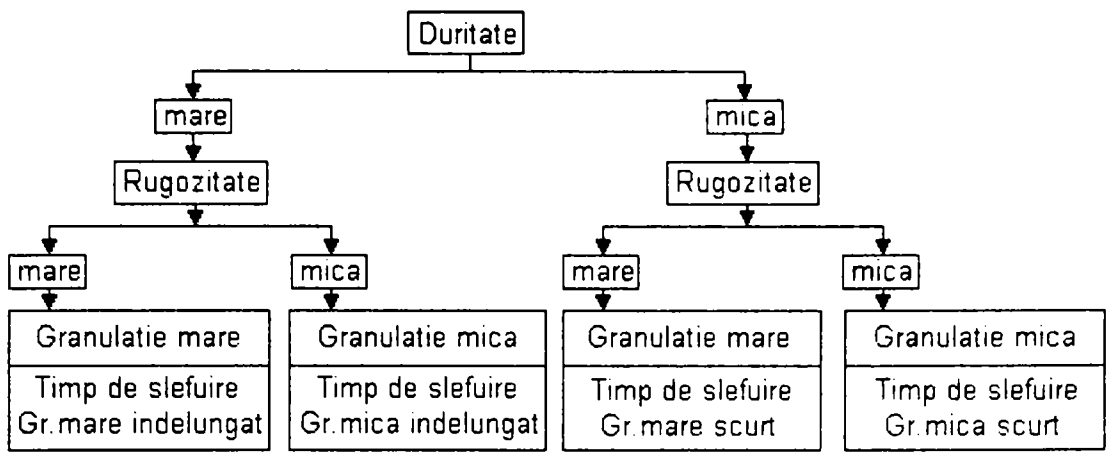 Duritate
mare
mica
Rugozitate
Rugozitate
mare
mica
mare
mica
Granulatie mare
Granulatie mica
Granulatie mare
Granulatie mica
Timp de slefuire
Gr.mare indelungat
Timp de slefuire
Gr.mica indelungat
Timp de slefuire
Gr.mare scurt
Timp de slefuire
Gr.mica scurt